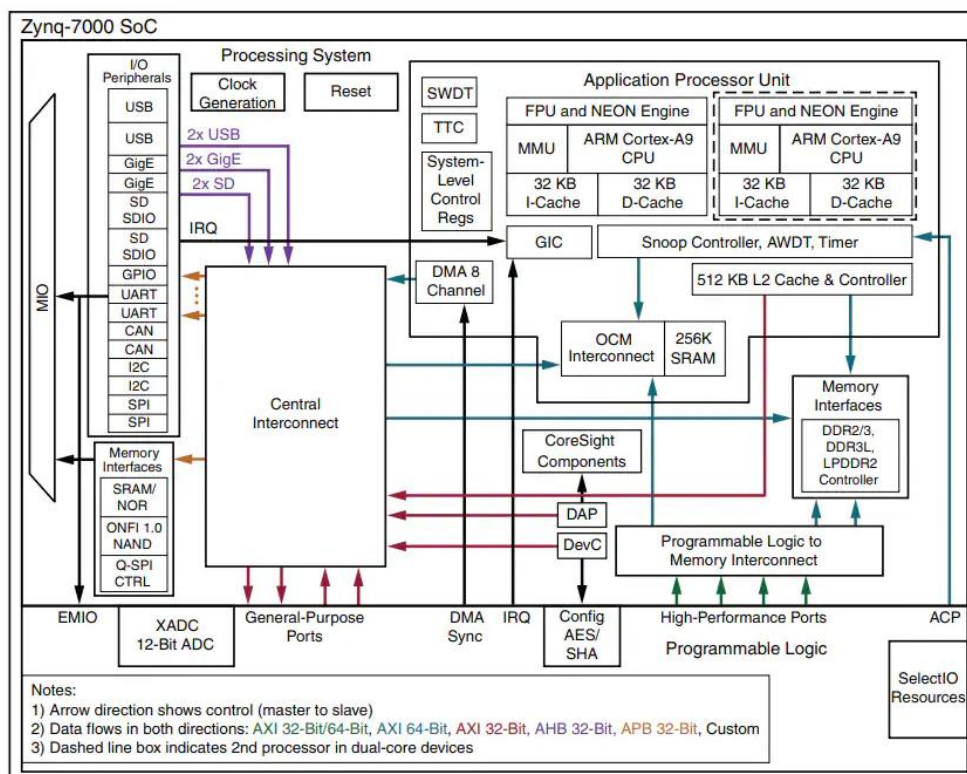 Zynq-7000 SoC
I/O
Peripherals
USB
USB
GigE
GigE
SD
SDIO
SD
SDIO
GPIO
UART
UART
CAN
CAN
I2C
I2C
SPI
SPI
MIO
Memory
Interfaces
SRAM/
NOR
ONFI 1.0
NAND
Q-SPI
CTRL
Processing System
Clock
Generation
Reset
2x USB
2x GigE
2x SD
IRQ
Central
Interconnect
SWDT
TTC
System-
Level
Control
Regs
DMA 8
Channel
Application Processor Unit
FPU and NEON Engine
MMU
ARM Cortex-A9
CPU
32 KB
I-Cache
32 KB
D-Cache
FPU and NEON Engine
MMU
ARM Cortex-A9
CPU
32 KB
I-Cache
32 KB
D-Cache
GIC
Snoop Controller, AWDT, Timer
512 KB L2 Cache & Controller
OCM
Interconnect
256K
SRAM
Memory
Interfaces
DDR2/3,
DDR3L,
LPDDR2
Controller
CoreSight
Components
DAP
DevC
Programmable Logic to
Memory Interconnect
EMIO
XADC
12-Bit ADC
General-Purpose
Ports
DMA
Sync
IRQ
Config
AES/
SHA
High-Performance Ports
ACP
Programmable Logic
SelectIO
Resources
Notes:
1) Arrow direction shows control (master to slave)
2) Data flows in both directions: AXI 32-Bit/64-Bit, AXI 64-Bit, AXI 32-Bit, AHB 32-Bit, APB 32-Bit, Custom
3) Dashed line box indicates 2nd processor in dual-core devices